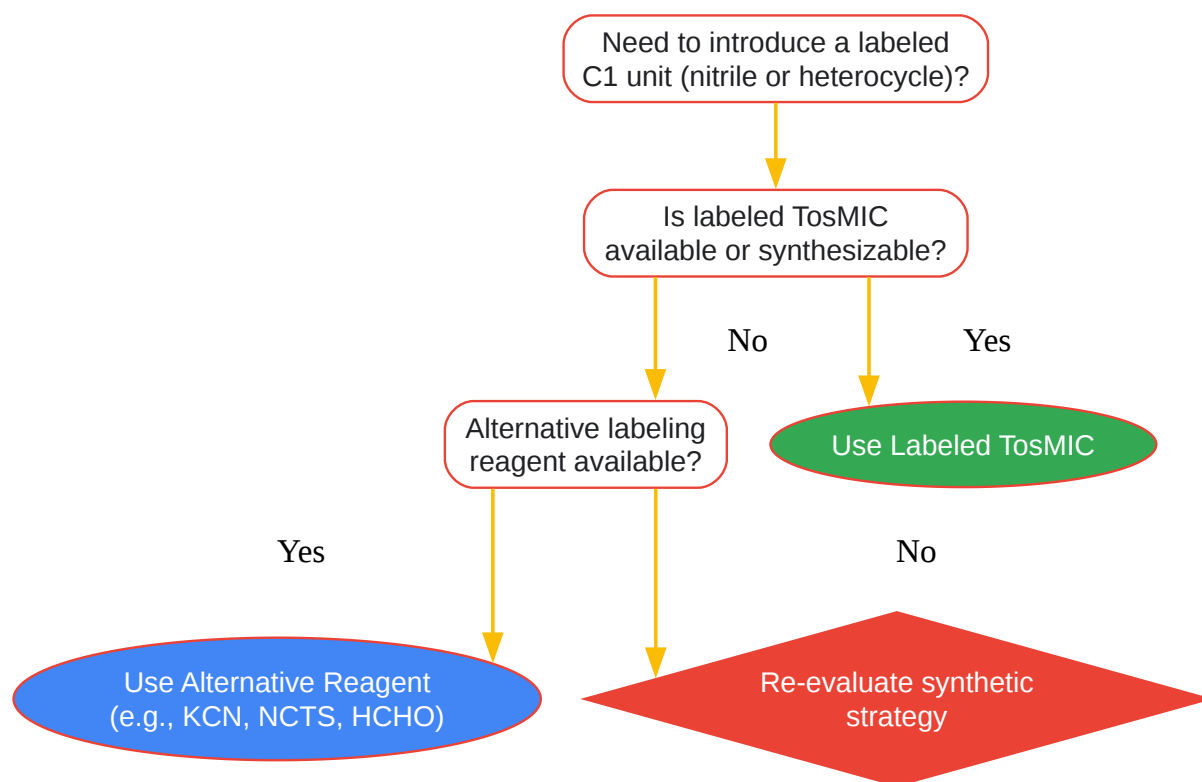 Need to introduce a labeled
C1 unit (nitrile or heterocycle)?
Is labeled TosMIC
available or synthesizable?
No
Yes
Alternative labeling
reagent available?
Use Labeled TosMIC
Yes
No
Use Alternative Reagent
(e.g., KCN, NCTS, HCHO)
Re-evaluate synthetic
strategy